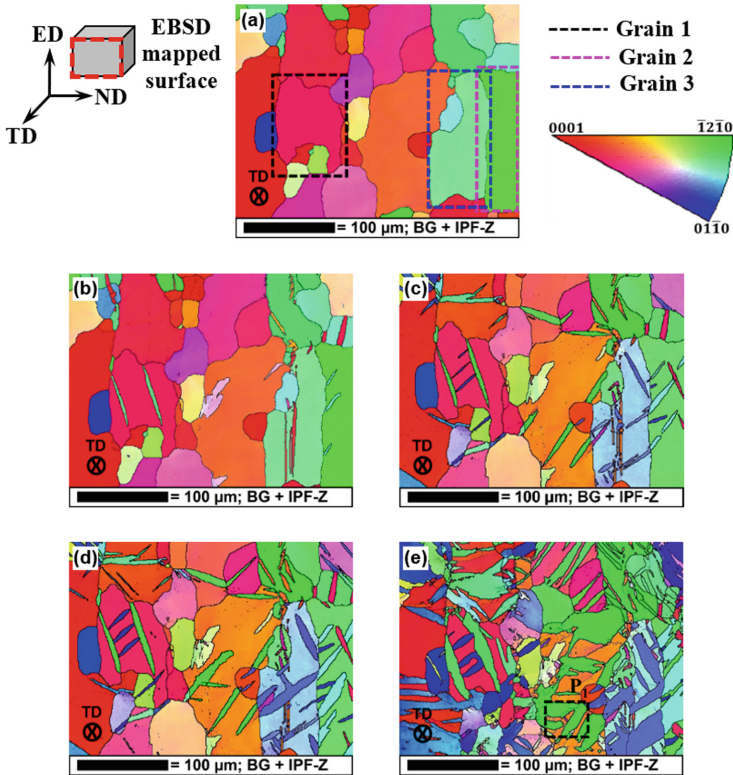 ED
EBSD
mapped
surface
ND
TD
(a)
TD
= 100 μm; BG + IPF-Z
Grain 1
Grain 2
Grain 3
0001
1̅21̅0
011̅0
(b)
TD
= 100 μm; BG + IPF-Z
(c)
TD
= 100 μm; BG + IPF-Z
(d)
TD
= 100 μm; BG + IPF-Z
(e)
P1
TD
= 100 μm; BG + IPF-Z